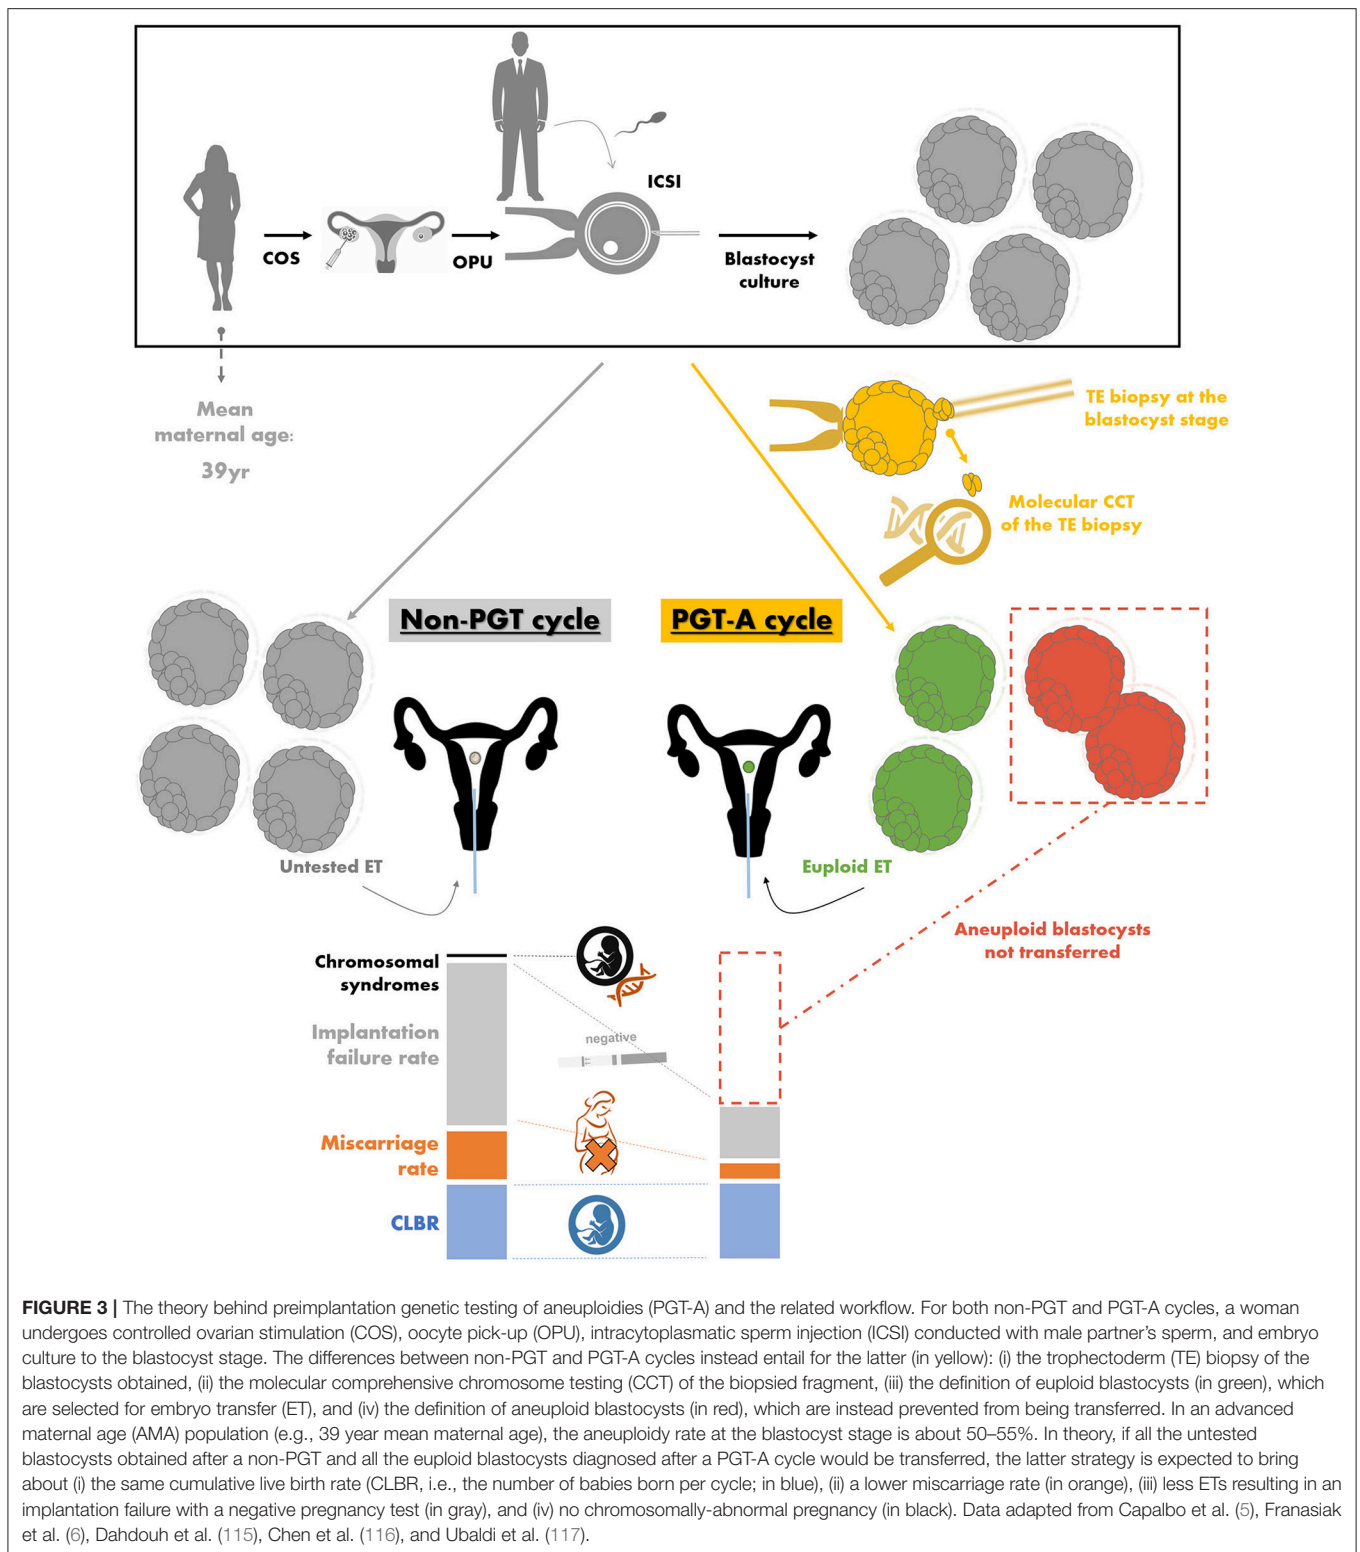 ICSI
COS
OPU
Blastocyst
culture
Mean
maternal age:
39yr
TE biopsy at the
blastocyst stage
Molecular CCT
of the TE biopsy
Non-PGT cycle
PGT-A cycle
Untested ET
Euploid ET
Aneuploid blastocysts
not transferred
Chromosomal
syndromes
Implantation
failure rate
negative
Miscarriage
rate
CLBR
FIGURE 3 | The theory behind preimplantation genetic testing of aneuploidies (PGT-A) and the related workflow. For both non-PGT and PGT-A cycles, a woman
undergoes controlled ovarian stimulation (COS), oocyte pick-up (OPU), intracytoplasmatic sperm injection (ICSI) conducted with male partner's sperm, and embryo
culture to the blastocyst stage. The differences between non-PGT and PGT-A cycles instead entail for the latter (in yellow): (i) the trophectoderm (TE) biopsy of the
blastocysts obtained, (ii) the molecular comprehensive chromosome testing (CCT) of the biopsied fragment, (iii) the definition of euploid blastocysts (in green), which
are selected for embryo transfer (ET), and (iv) the definition of aneuploid blastocysts (in red), which are instead prevented from being transferred. In an advanced
maternal age (AMA) population (e.g., 39 year mean maternal age), the aneuploidy rate at the blastocyst stage is about 50–55%. In theory, if all the untested
blastocysts obtained after a non-PGT and all the euploid blastocysts diagnosed after a PGT-A cycle would be transferred, the latter strategy is expected to bring
about (i) the same cumulative live birth rate (CLBR, i.e., the number of babies born per cycle; in blue), (ii) a lower miscarriage rate (in orange), (iii) less ETs resulting in an
implantation failure with a negative pregnancy test (in gray), and (iv) no chromosomally-abnormal pregnancy (in black). Data adapted from Capalbo et al. (5), Franasiak
et al. (6), Dahdouh et al. (115), Chen et al. (116), and Ubaldi et al. (117).